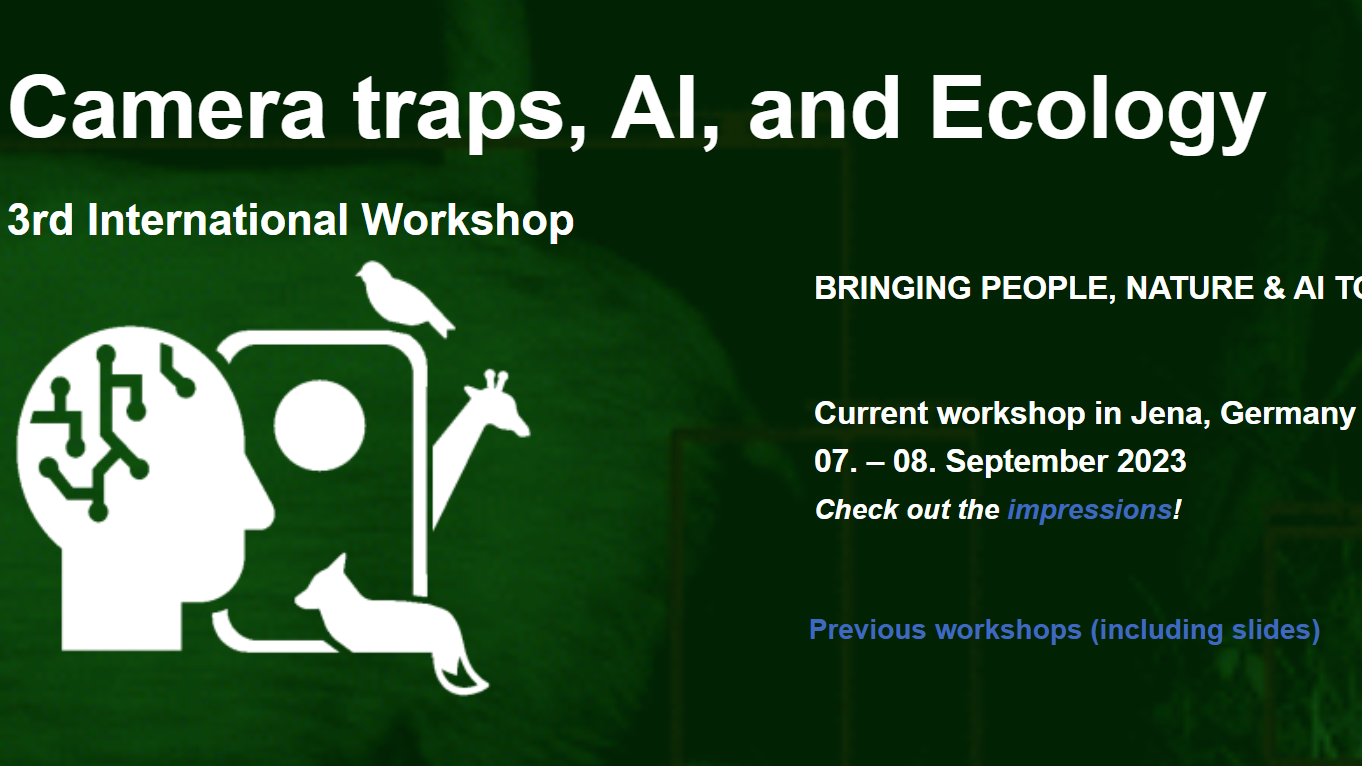 Camera traps, AI, and Ecology
3rd International Workshop
BRINGING PEOPLE, NATURE & AI
Current workshop in Jena, Germany
07. – 08. September 2023
Check out the impressions!
Previous workshops (including slides)